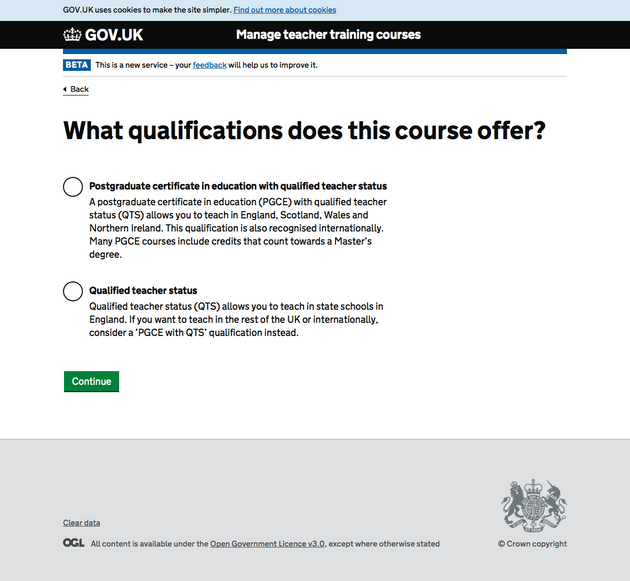 GOV.UK uses cookies to make the site simpler. Find out more about cookies
GOV.UK Manage teacher training courses
BETA This is a new service – your feedback will help us to improve it.
Back
What qualifications does this course offer?
Postgraduate certificate in education with qualified teacher status
A postgraduate certificate in education (PGCE) with qualified teacher
status (QTS) allows you to teach in England, Scotland, Wales and
Northern Ireland. This qualification is also recognised internationally.
Many PGCE courses include credits that count towards a Master's
degree.
Qualified teacher status
Qualified teacher status (QTS) allows you to teach in state schools in
England. If you want to teach in the rest of the UK or internationally,
consider a ‘PGCE with QTS’ qualification instead.
Continue
Clear data
OGL All content is available under the Open Government Licence v3.0, except where otherwise stated
© Crown copyright